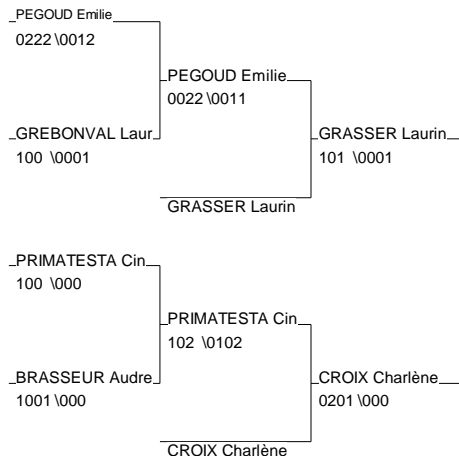 PEGOUD Emilie
0222 \0012
PEGOUD Emilie
0022 \0011
GREBONVAL Laur
100 \0001
GRASSER Laurin
101 \0001
GRASSER Laurin
PRIMATESTA Cin
100 \000
PRIMATESTA Cin
102 \0102
BRASSEUR Audre
1001 \000
CROIX Charlène
0201 \000
CROIX Charlène